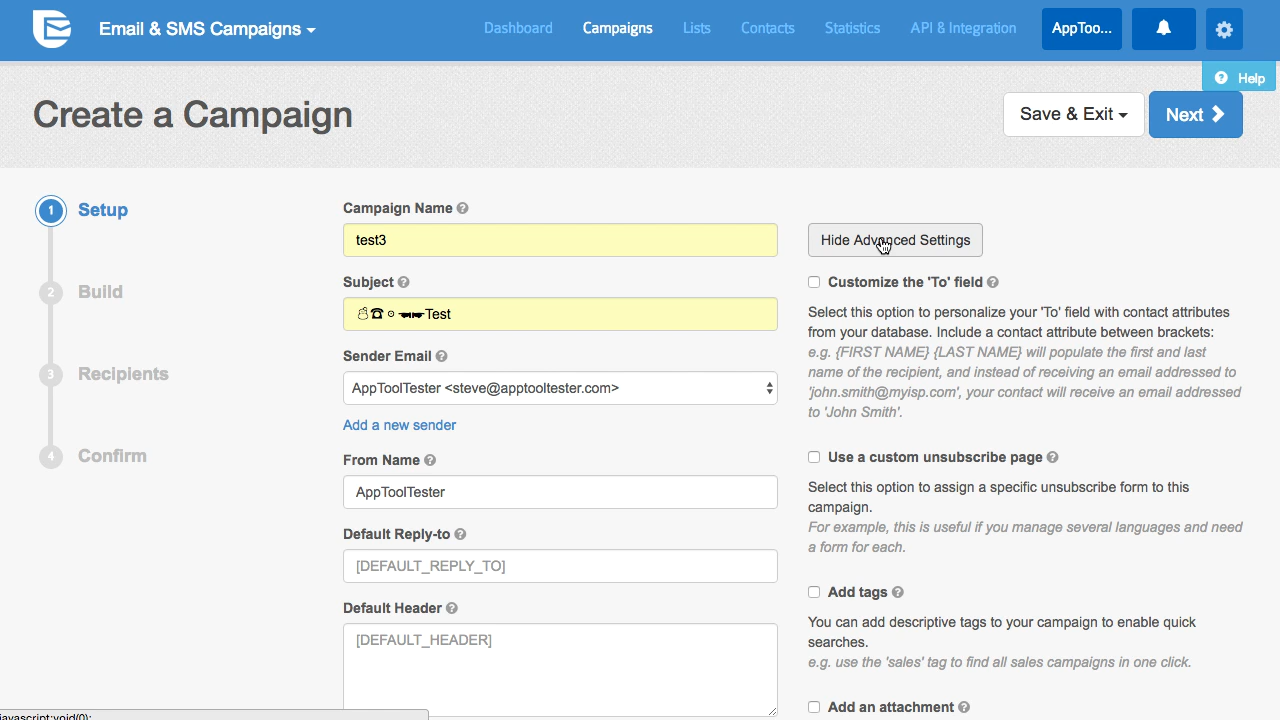 Email & SMS Campaigns
Dashboard
Campaigns
Lists
Contacts
Statistics
API & Integration
AppToo...
Help
Create a Campaign
Save & Exit
Next
1 Setup
2 Build
3 Recipients
4 Confirm
Campaign Name
test3
Subject
☃☎☉Test
Sender Email
AppToolTester <steve@apptooltester.com>
Add a new sender
From Name
AppToolTester
Default Reply-to
[DEFAULT_REPLY_TO]
Default Header
[DEFAULT_HEADER]
Hide Advanced Settings
Customize the 'To' field
Select this option to personalize your 'To' field with contact attributes
from your database. Include a contact attribute between brackets:
e.g. {FIRST NAME} {LAST NAME} will populate the first and last
name of the recipient, and instead of receiving an email addressed to
'john.smith@myisp.com', your contact will receive an email addressed
to 'John Smith'.
Use a custom unsubscribe page
Select this option to assign a specific unsubscribe form to this
campaign.
For example, this is useful if you manage several languages and need
a form for each.
Add tags
You can add descriptive tags to your campaign to enable quick
searches.
e.g. use the 'sales' tag to find all sales campaigns in one click.
Add an attachment
javascript:void(0);